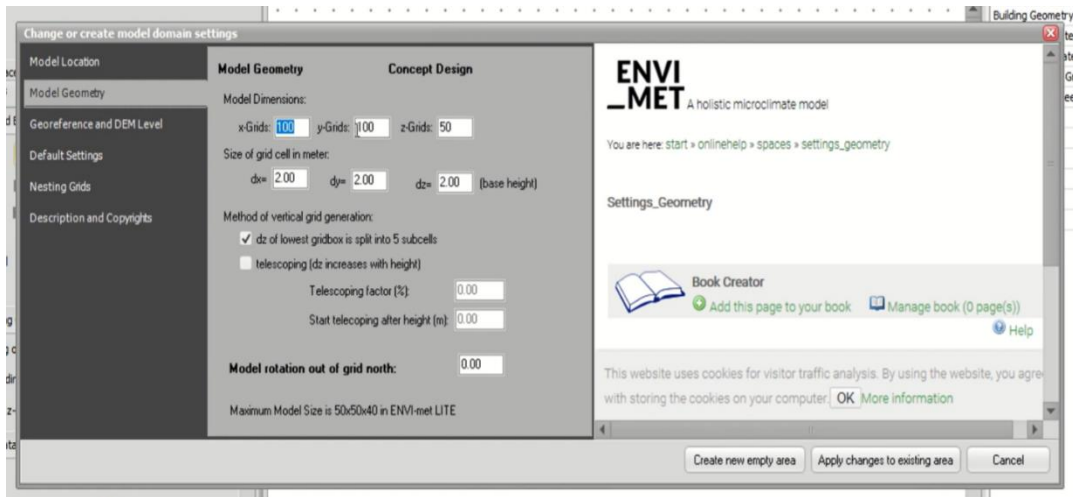 Building Geometry
Change or create model domain settings
Model Location
Model Geometry
Georeference and DEM Level
Default Settings
Nesting Grids
Description and Copyrights
Model Geometry Concept Design
Model Dimensions:
x-Grids: 100 y-Grids: 100 z-Grids: 50
Size of grid cell in meter:
dx= 2.00 dy= 2.00 dz= 2.00 (base height)
Method of vertical grid generation:
dz of lowest gridbox is split into 5 subcells
telescoping (dz increases with height)
Telescoping factor (%): 0.00
Start telecoping after height (m): 0.00
Model rotation out of grid north: 0.00
Maximum Model Size is 50x50x40 in ENVI-met LITE
ENVI
_MET A holistic microclimate model
You are here: start » onlinehelp » spaces » settings_geometry
Settings_Geometry
Book Creator
Add this page to your book Manage book (0 page(s))
Help
This website uses cookies for visitor traffic analysis. By using the website, you agre
with storing the cookies on your computer. OK More information
Create new empty area Apply changes to existing area Cancel